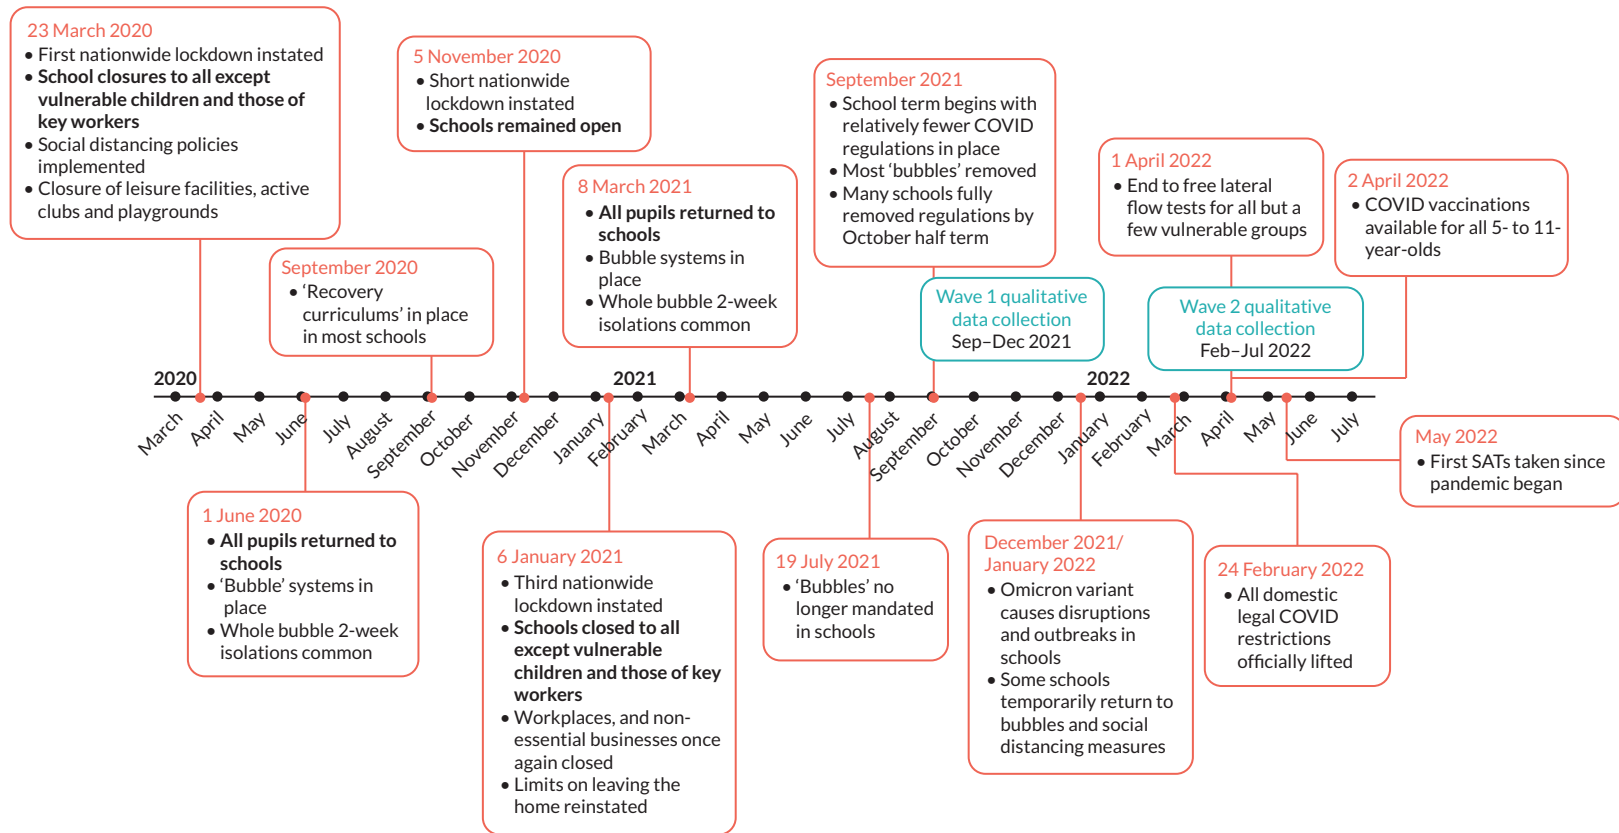 23 March 2020
• First nationwide lockdown instated
• School closures to all except
vulnerable children and those of
key workers
• Social distancing policies
implemented
• Closure of leisure facilities, active
clubs and playgrounds
September 2020
• ‘Recovery
curriculums’ in place
in most schools
5 November 2020
• Short nationwide
lockdown instated
• Schools remained open
8 March 2021
• All pupils returned to
schools
• Bubble systems in
place
• Whole bubble 2-week
isolations common
September 2021
• School term begins with
relatively fewer COVID
regulations in place
• Most ‘bubbles’ removed
• Many schools fully
removed regulations by
October half term
Wave 1 qualitative
data collection
Sep–Dec 2021
1 April 2022
• End to free lateral
flow tests for all but a
few vulnerable groups
Wave 2 qualitative
data collection
Feb–Jul 2022
2 April 2022
• COVID vaccinations
available for all 5- to 11-
year-olds
2020
2021
2022
March
April
May
June
July
August
September
October
November
December
January
February
March
April
May
June
July
August
September
October
November
December
January
February
March
April
May
June
July
1 June 2020
• All pupils returned to
schools
• ‘Bubble’ systems in
place
• Whole bubble 2-week
isolations common
6 January 2021
• Third nationwide
lockdown instated
• Schools closed to all
except vulnerable
children and those of key
workers
• Workplaces, and non-
essential businesses once
again closed
• Limits on leaving the
home reinstated
19 July 2021
• ‘Bubbles’ no
longer mandated
in schools
December 2021/
January 2022
• Omicron variant
causes disruptions
and outbreaks in
schools
• Some schools
temporarily return to
bubbles and social
distancing measures
24 February 2022
• All domestic
legal COVID
restrictions
officially lifted
May 2022
• First SATs taken since
pandemic began